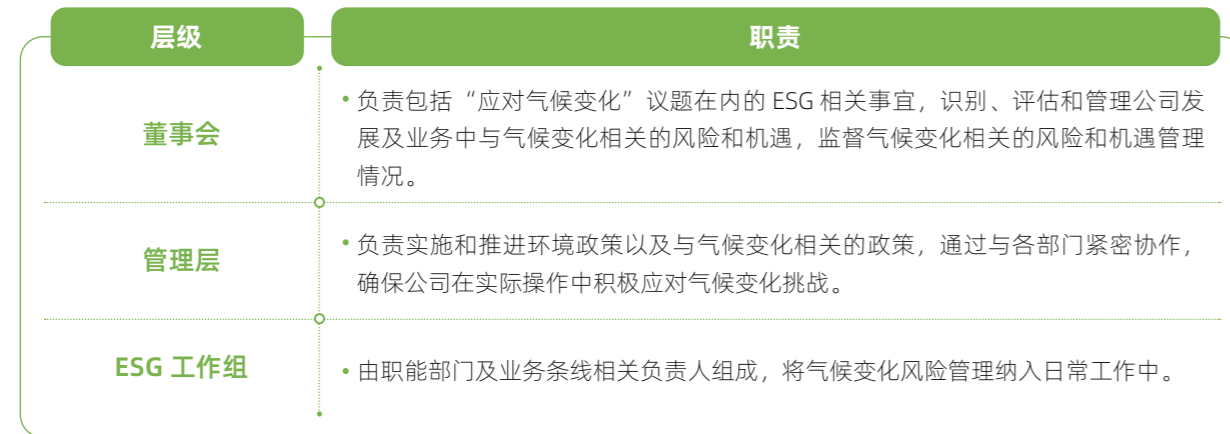 层级
职责
董事会
• 负责包括“应对气候变化”议题在内的 ESG 相关事宜，识别、评估和管理公司发
展及业务中与气候变化相关的风险和机遇，监督气候变化相关的风险和机遇管理
情况。
管理层
• 负责实施和推进环境政策以及与气候变化相关的政策，通过与各部门紧密协作，
确保公司在实际操作中积极应对气候变化挑战。
ESG 工作组
• 由职能部门及业务条线相关负责人组成，将气候变化风险管理纳入日常工作中。